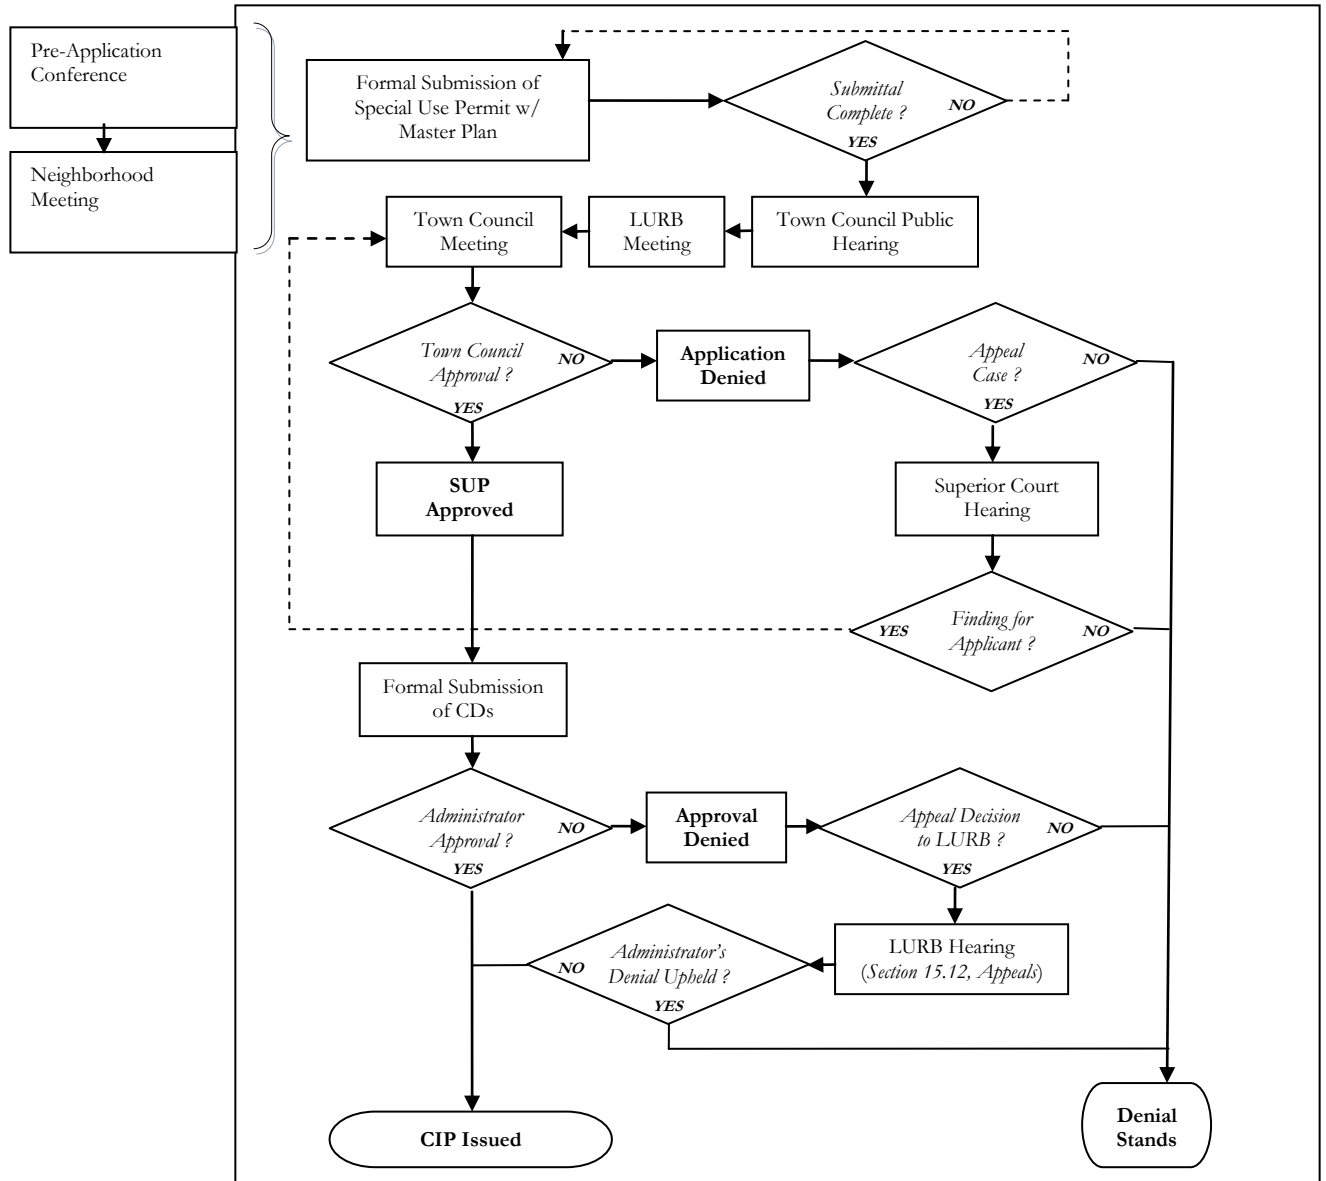 Pre-Application
Conference
Neighborhood
Meeting
Formal Submission of
Special Use Permit w/
Master Plan
Submittal
Complete ?
NO
YES
Town Council
Meeting
LURB
Meeting
Town Council Public
Hearing
Town Council
Approval ?
NO
YES
Application
Denied
Appeal
Case ?
NO
YES
SUP
Approved
Superior Court
Hearing
YES
Finding for
Applicant ?
NO
Formal Submission
of CDs
Administrator
Approval ?
NO
YES
Approval
Denied
Appeal Decision
to LURB ?
NO
YES
Administrator's
Denial Upheld ?
NO
YES
LURB Hearing
(Section 15.12, Appeals)
CIP Issued
Denial
Stands